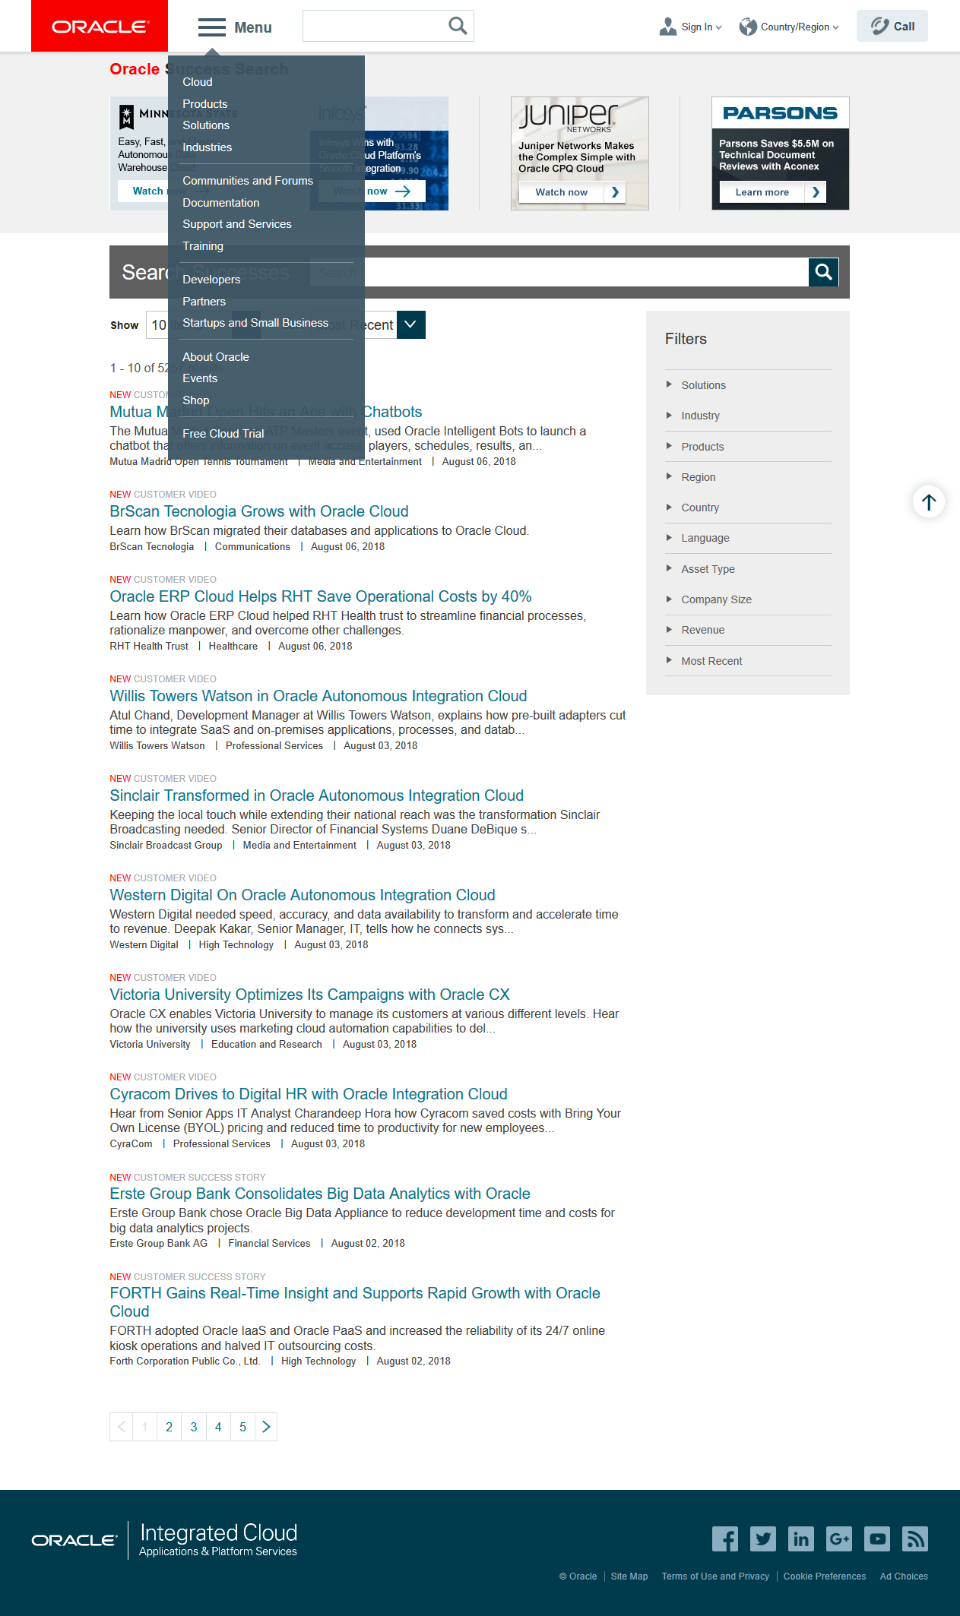 ORACLE
Menu
Sign In
Country/Region
Call
Oracle Success Search
Cloud
Products
Solutions
Industries
Communities and Forums
Documentation
Support and Services
Training
Developers
Partners
Startups and Small Business
About Oracle
Events
Shop
Free Cloud Trial
MINNESOTA STATE
Easy, Fast,
Autonomous
Warehouse
Watch now
Infosys
Infosys Wins with
Oracle Cloud Platform's
Smooth Integration
Watch now
JUNIPER
NETWORKS
Juniper Networks Makes
the Complex Simple with
Oracle CPQ Cloud
Watch now
PARSONS
Parsons Saves $5.5M on
Technical Document
Reviews with Aconex
Learn more
Search Successes
Search
Show
10
Most Recent
1 - 10 of 52
NEW CUSTOMER
Mutua Madrid Open Hits an Ace with Chatbots
The Mutua Madrid ATP Masters event, used Oracle Intelligent Bots to launch a
chatbot that offers information on event access, players, schedules, results, an...
Mutua Madrid Open Tennis Tournament | Media and Entertainment | August 06, 2018
NEW CUSTOMER VIDEO
BrScan Tecnologia Grows with Oracle Cloud
Learn how BrScan migrated their databases and applications to Oracle Cloud.
BrScan Tecnologia | Communications | August 06, 2018
NEW CUSTOMER VIDEO
Oracle ERP Cloud Helps RHT Save Operational Costs by 40%
Learn how Oracle ERP Cloud helped RHT Health trust to streamline financial processes,
rationalize manpower, and overcome other challenges.
RHT Health Trust | Healthcare | August 06, 2018
NEW CUSTOMER VIDEO
Willis Towers Watson in Oracle Autonomous Integration Cloud
Atul Chand, Development Manager at Willis Towers Watson, explains how pre-built adapters cut
time to integrate SaaS and on-premises applications, processes, and datab...
Willis Towers Watson | Professional Services | August 03, 2018
NEW CUSTOMER VIDEO
Sinclair Transformed in Oracle Autonomous Integration Cloud
Keeping the local touch while extending their national reach was the transformation Sinclair
Broadcasting needed. Senior Director of Financial Systems Duane DeBique s...
Sinclair Broadcast Group | Media and Entertainment | August 03, 2018
NEW CUSTOMER VIDEO
Western Digital On Oracle Autonomous Integration Cloud
Western Digital needed speed, accuracy, and data availability to transform and accelerate time
to revenue. Deepak Kakar, Senior Manager, IT, tells how he connects sys...
Western Digital | High Technology | August 03, 2018
NEW CUSTOMER VIDEO
Victoria University Optimizes Its Campaigns with Oracle CX
Oracle CX enables Victoria University to manage its customers at various different levels. Hear
how the university uses marketing cloud automation capabilities to del...
Victoria University | Education and Research | August 03, 2018
NEW CUSTOMER VIDEO
Cyracom Drives to Digital HR with Oracle Integration Cloud
Hear from Senior Apps IT Analyst Charandeep Hora how Cyracom saved costs with Bring Your
Own License (BYOL) pricing and reduced time to productivity for new employees...
CyraCom | Professional Services | August 03, 2018
NEW CUSTOMER SUCCESS STORY
Erste Group Bank Consolidates Big Data Analytics with Oracle
Erste Group Bank chose Oracle Big Data Appliance to reduce development time and costs for
big data analytics projects.
Erste Group Bank AG | Financial Services | August 02, 2018
NEW CUSTOMER SUCCESS STORY
FORTH Gains Real-Time Insight and Supports Rapid Growth with Oracle
Cloud
FORTH adopted Oracle IaaS and Oracle PaaS and increased the reliability of its 24/7 online
kiosk operations and halved IT outsourcing costs.
Forth Corporation Public Co., Ltd. | High Technology | August 02, 2018
Filters
Solutions
Industry
Products
Region
Country
Language
Asset Type
Company Size
Revenue
Most Recent
1 2 3 4 5
ORACLE
Integrated Cloud
Applications & Platform Services
© Oracle | Site Map Terms of Use and Privacy | Cookie Preferences Ad Choices